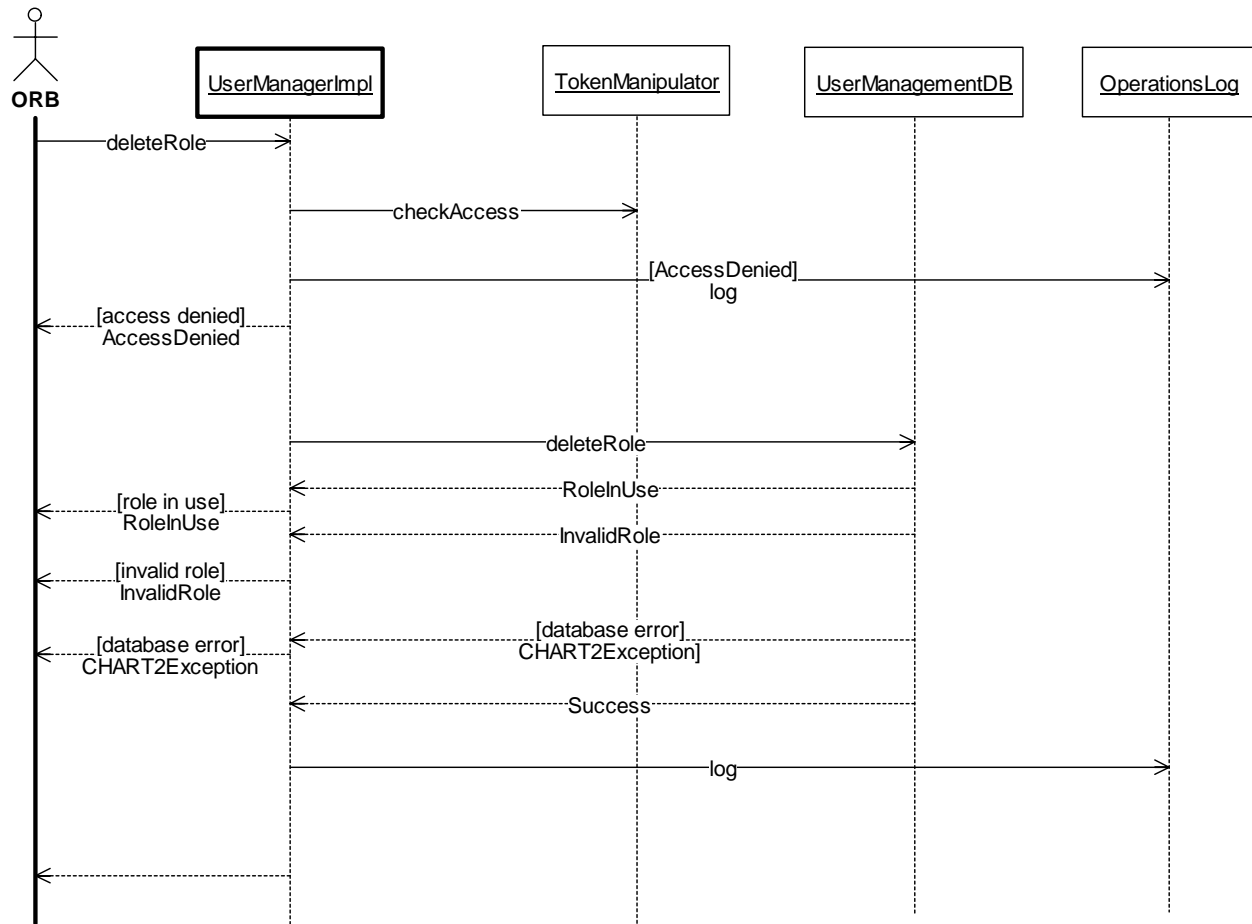 ORB
UserManagerImpl
TokenManipulator
UserManagementDB
OperationsLog
deleteRole
checkAccess
[AccessDenied]
log
[access denied]
AccessDenied
deleteRole
RoleInUse
[role in use]
RoleInUse
InvalidRole
[invalid role]
InvalidRole
[database error]
CHART2Exception]
[database error]
CHART2Exception
Success
log